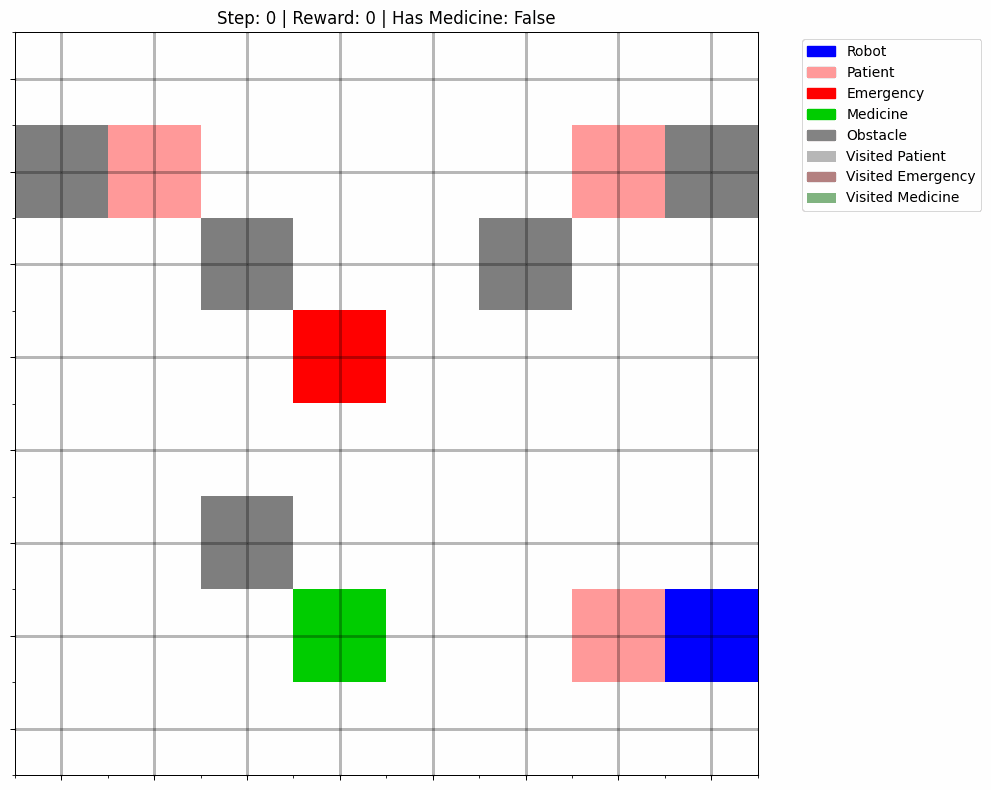 Step: 0 | Reward: 0 | Has Medicine: False
Robot
Patient
Emergency
Medicine
Obstacle
Visited Patient
Visited Emergency
Visited Medicine